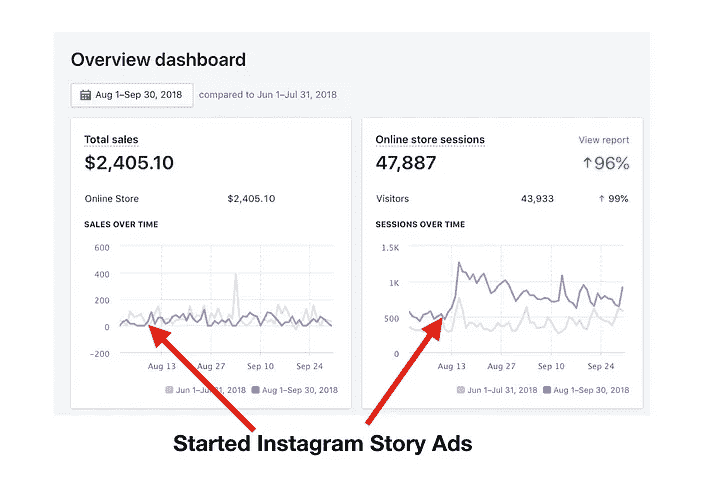 Overview dashboard
Aug 1–Sep 30, 2018 compared to Jun 1–Jul 31, 2018
Total sales
$2,405.10
Online Store $2,405.10
SALES OVER TIME
600
400
200
0
−200
Aug 13 Aug 27 Sep 10 Sep 24
Jun 1–Jul 31, 2018 Aug 1–Sep 30, 2018
Online store sessions View report
47,887 ↑96%
Visitors 43,933 ↑ 99%
SESSIONS OVER TIME
1.5K
1K
500
0
Aug 13 Aug 27 Sep 10 Sep 24
Jun 1–Jul 31, 2018 Aug 1–Sep 30, 2018
Started Instagram Story Ads